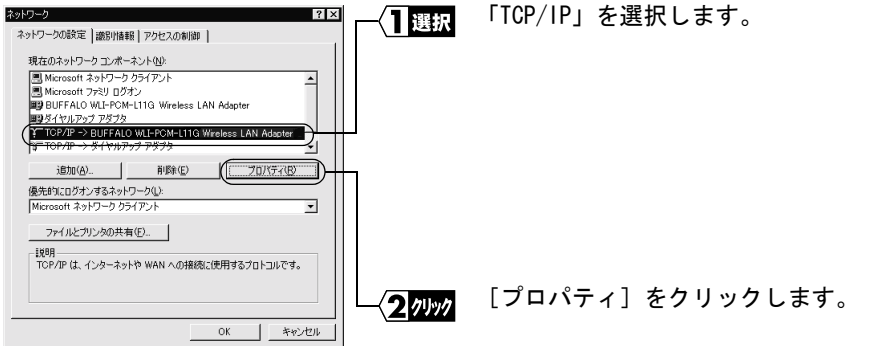 ネットワーク
ネットワークの設定 識別情報 アクセスの制御
現在のネットワーク コンポーネント(N):
Microsoft ネットワーク クライアント
Microsoft ファミリ ログオン
BUFFALO WLI-PCM-L11G Wireless LAN Adapter
ダイヤルアップ アダプタ
TCP/IP -> BUFFALO WLI-PCM-L11G Wireless LAN Adapter
TCP/IP -> ダイヤルアップ アダプタ
追加(A)... 削除(E) プロパティ(R)
優先的にログオンするネットワーク(L):
Microsoft ネットワーク クライアント
ファイルとプリンタの共有(F)...
説明
TCP/IP は、インターネットや WAN への接続に使用するプロトコルです。
OK キャンセル
1 選択 「TCP/IP」を選択します。
2 クリック [プロパティ]をクリックします。